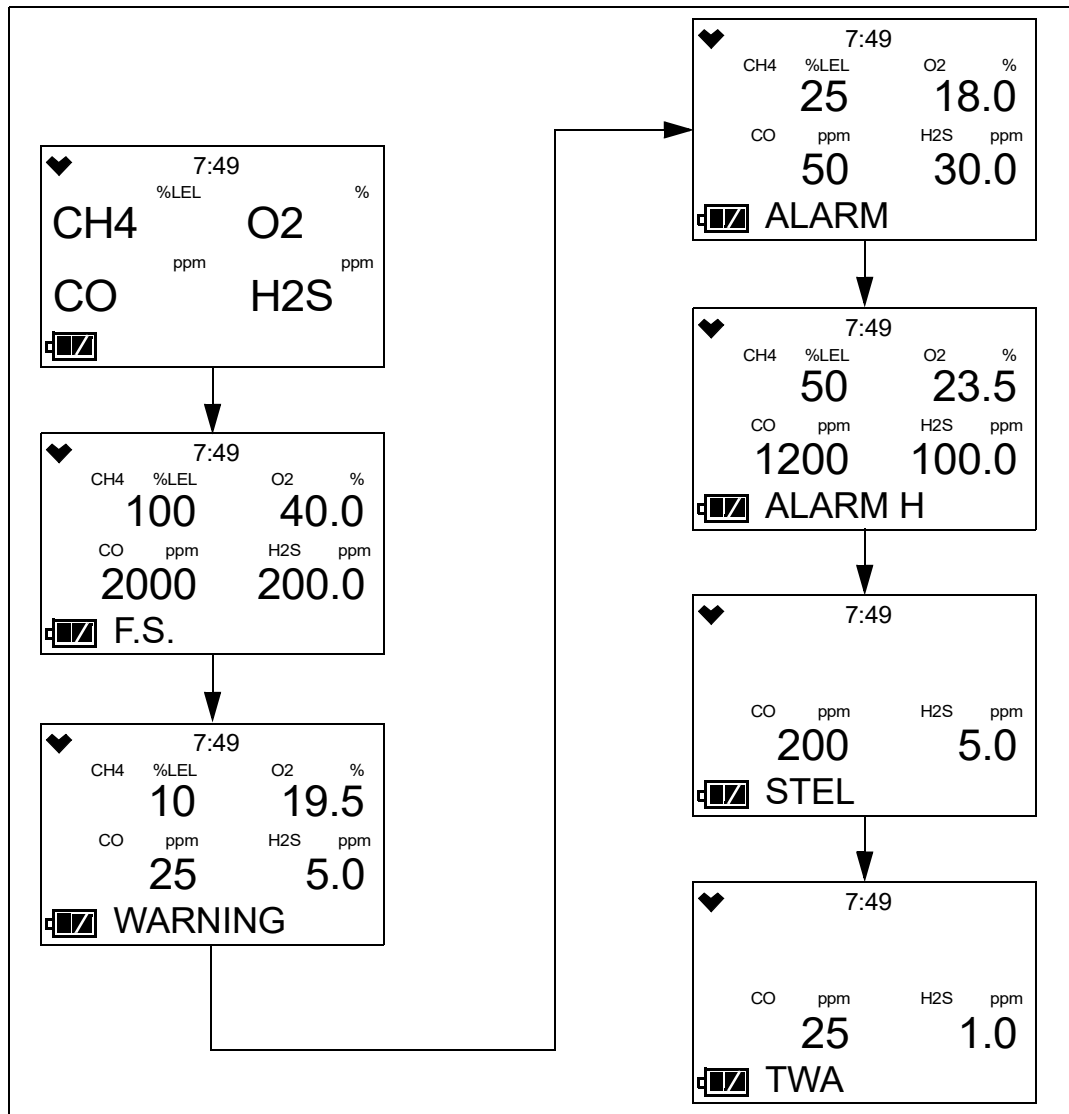 7:49
%LEL %
CH4 O2
ppm ppm
CO H2S
7:49
CH4 %LEL O2 %
100 40.0
CO ppm H2S ppm
2000 200.0
F.S.
7:49
CH4 %LEL O2 %
10 19.5
CO ppm H2S ppm
25 5.0
WARNING
7:49
CH4 %LEL O2 %
25 18.0
CO ppm H2S ppm
50 30.0
ALARM
7:49
CH4 %LEL O2 %
50 23.5
CO ppm H2S ppm
1200 100.0
ALARM H
7:49
CO ppm H2S ppm
200 5.0
STEL
7:49
CO ppm H2S ppm
25 1.0
TWA